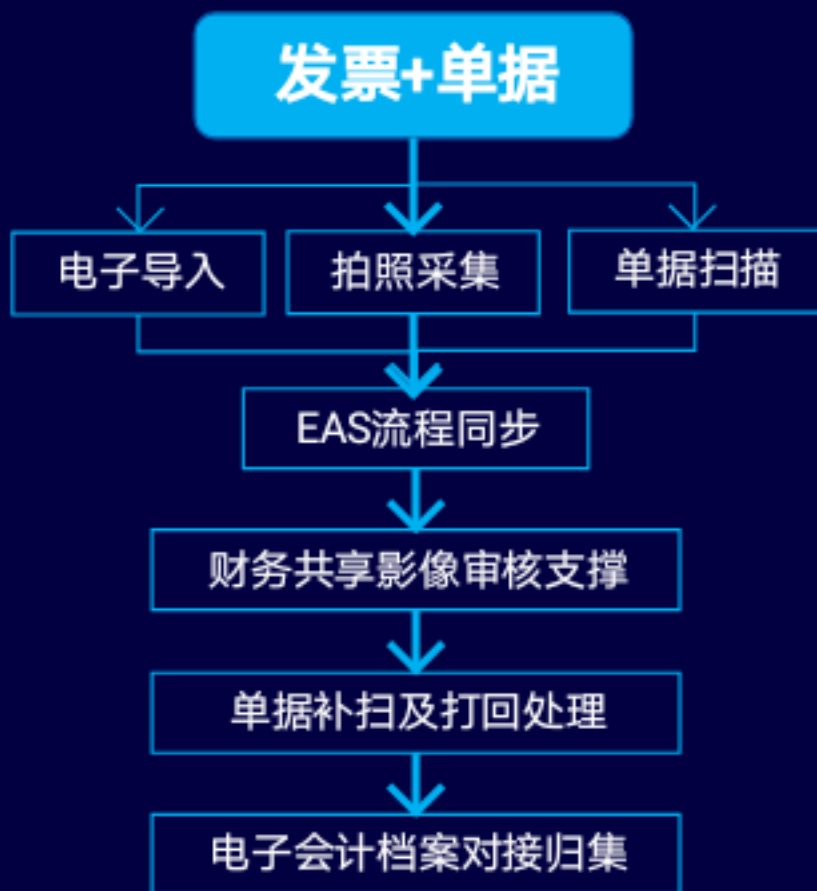 发票+单据
电子导入
拍照采集
单据扫描
EAS流程同步
财务共享影像审核支撑
单据补扫及打回处理
电子会计档案对接归集